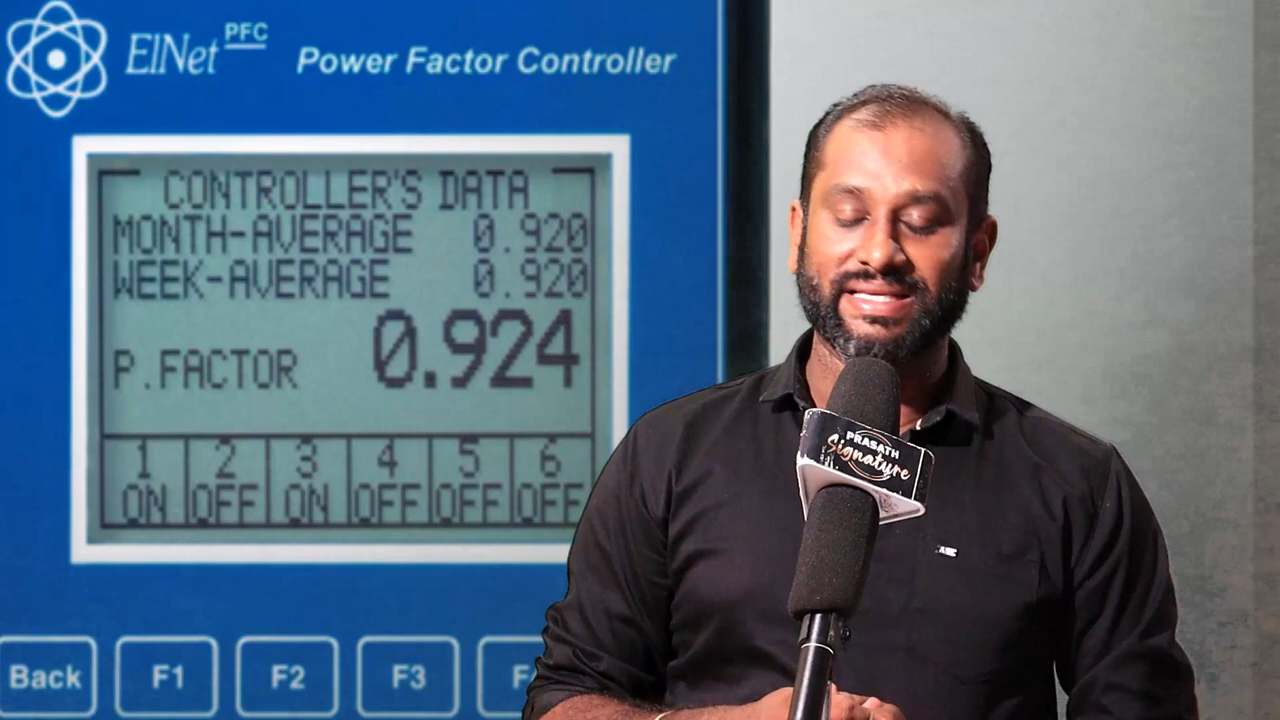 ElNet PFC
Power Factor Controller
CONTROLLER'S DATA
MONTH-AVERAGE 0.920
WEEK-AVERAGE 0.920
P.FACTOR 0.924
1 2 3 4 5 6
ON OFF ON OFF OFF OFF
PRASATH
Signature
Back F1 F2 F3